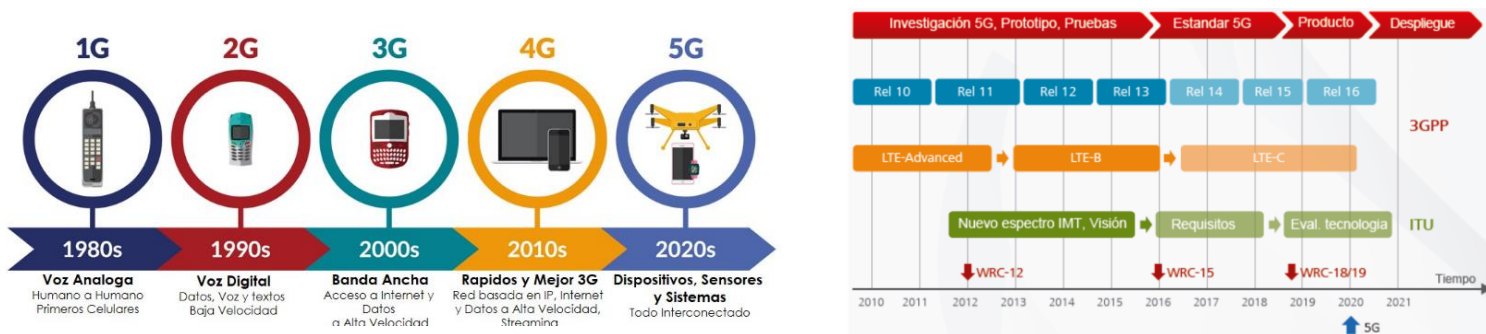 1G
2G
3G
4G
5G
1980s
1990s
2000s
2010s
2020s
Voz Analoga
Humano a Humano
Primeros Celulares
Voz Digital
Datos, Voz y textos
Baja Velocidad
Banda Ancha
Acceso a Internet y
Datos
a Alta Velocidad
Rapidos y Mejor 3G
Red basada en IP, Internet
y Datos a Alta Velocidad,
Streaming
Dispositivos, Sensores
y Sistemas
Todo Interconectado
Investigación 5G, Prototipo, Pruebas
Estandar 5G
Producto
Despliegue
Rel 10
Rel 11
Rel 12
Rel 13
Rel 14
Rel 15
Rel 16
3GPP
LTE-Advanced
LTE-B
LTE-C
Nuevo espectro IMT, Visión
Requisitos
Eval. tecnologia
ITU
WRC-12
WRC-15
WRC-18/19
Tiempo
2010
2011
2012
2013
2014
2015
2016
2017
2018
2019
2020
2021
5G